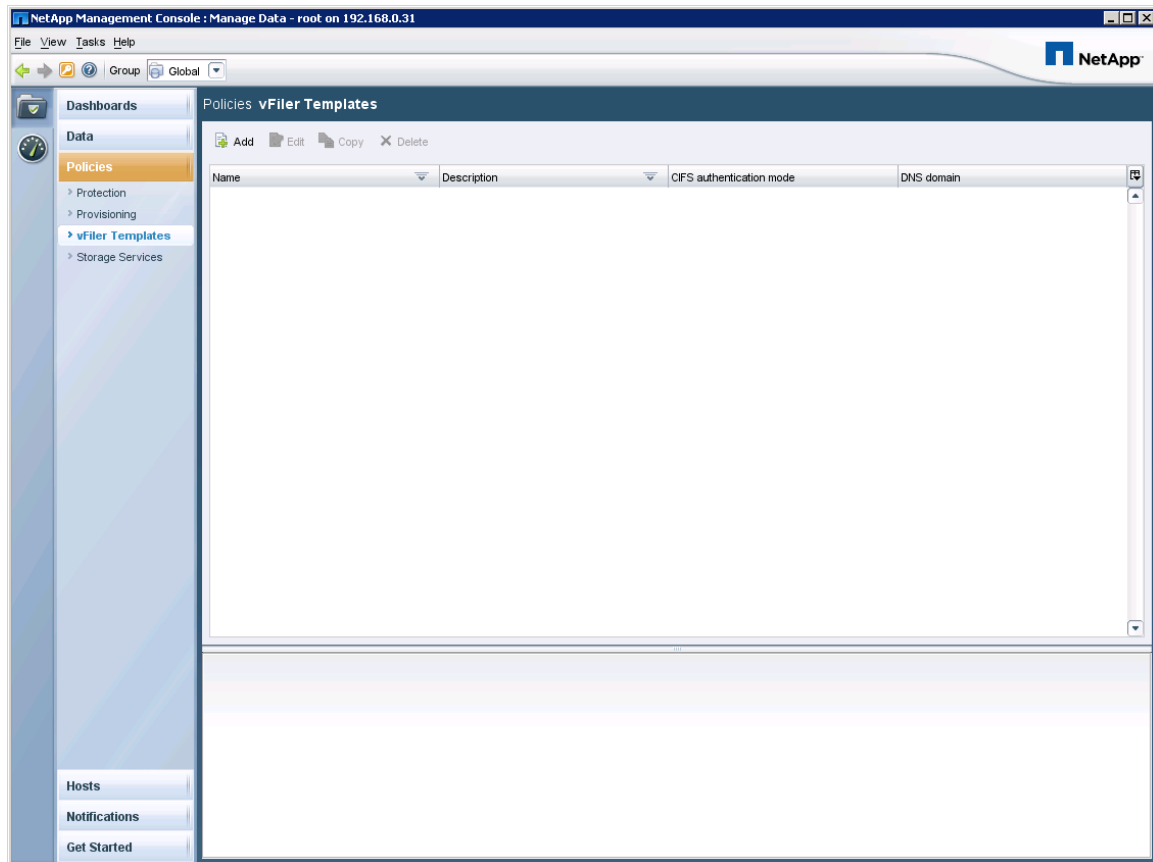 NetApp Management Console : Manage Data - root on 192.168.0.31
File View Tasks Help
Group Global
NetApp
Dashboards
Data
Policies
> Protection
> Provisioning
> vFiler Templates
> Storage Services
Hosts
Notifications
Get Started
Policies vFiler Templates
Add Edit Copy Delete
Name Description CIFS authentication mode DNS domain